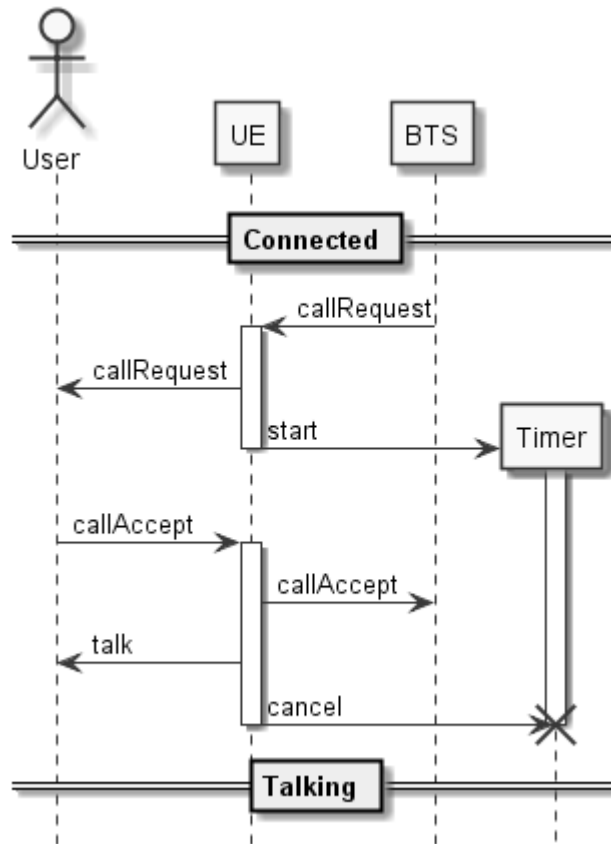 User
UE
BTS
Connected
callRequest
callRequest
start
Timer
callAccept
callAccept
talk
cancel
Talking